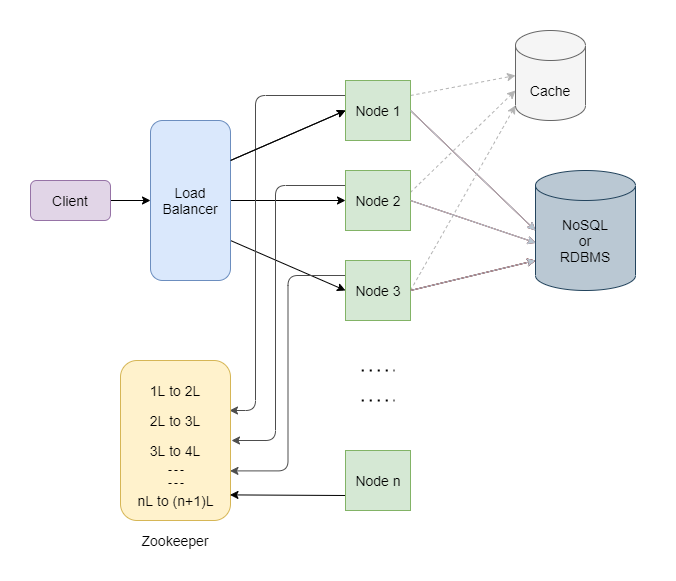 Cache
Node 1
Client
Load
Balancer
Node 2
NoSQL
or
RDBMS
Node 3
.....
.....
1L to 2L
2L to 3L
3L to 4L
---
---
nL to (n+1)L
Node n
Zookeeper